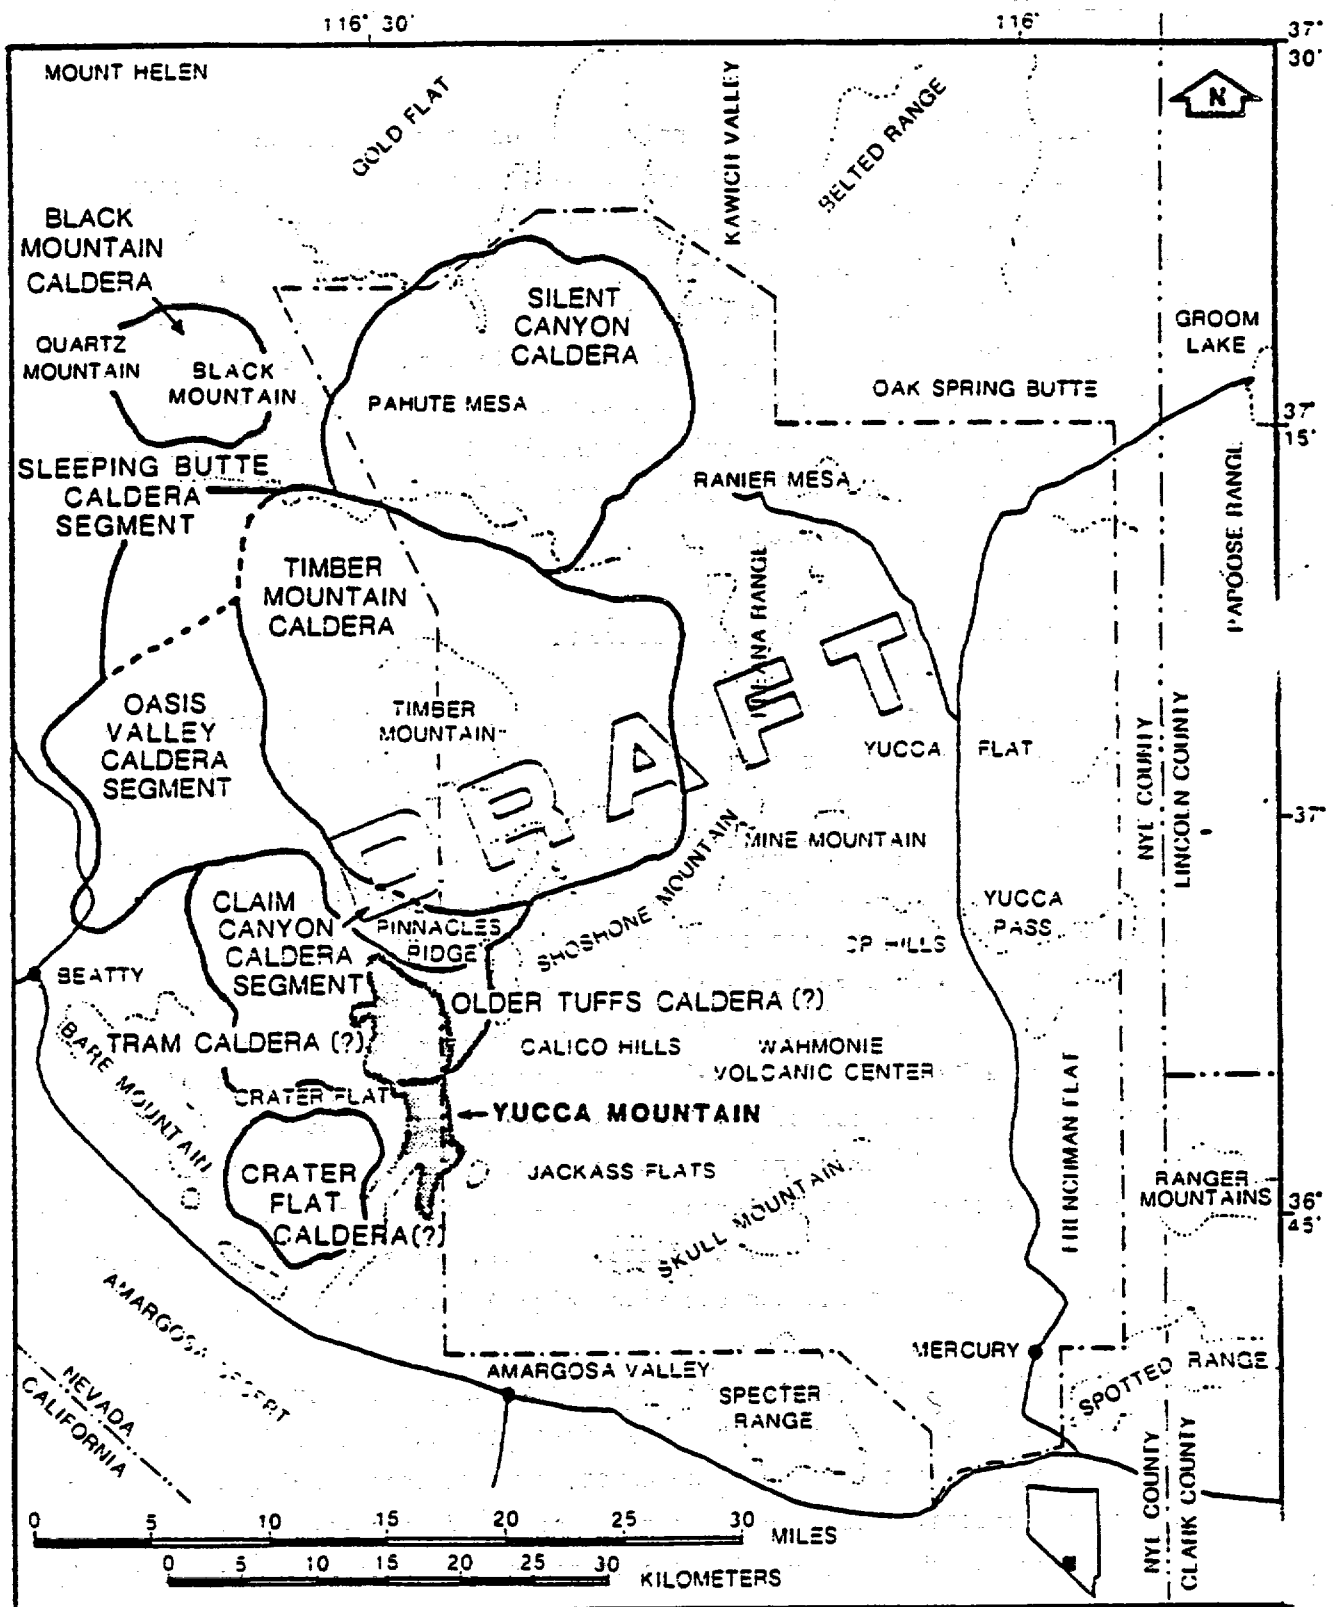 116° 30'
116°
37°
30'
MOUNT HELEN
GOLD FLAT
KAWICH VALLEY
BELTED RANGE
N
BLACK
MOUNTAIN
CALDERA
QUARTZ
MOUNTAIN
BLACK
MOUNTAIN
SILENT
CANYON
CALDERA
PAHUTE MESA
GROOM
LAKE
OAK SPRING BUTTE
37
15'
SLEEPING BUTTE
CALDERA
SEGMENT
RANIER MESA
PAPOOSE RANGE
TIMBER
MOUNTAIN
CALDERA
RANGE
DRAFT
OASIS
VALLEY
CALDERA
SEGMENT
TIMBER
MOUNTAIN
YUCCA FLAT
NYE COUNTY
LINCOLN COUNTY
37°
MINE MOUNTAIN
SHOSHONE MOUNTAIN
CLAIM
CANYON
CALDERA
SEGMENT
PINNACLES
RIDGE
YUCCA
PASS
CP HILLS
BEATTY
OLDER TUFFS CALDERA (?)
TRAM CALDERA (?)
BARE MOUNTAIN
CALICO HILLS
WAHMONIE
VOLCANIC CENTER
CRATER FLAT
YUCCA MOUNTAIN
FRENCHMAN FLAT
CRATER
FLAT
CALDERA(?)
JACKASS FLATS
SKULL MOUNTAIN
RANGER
MOUNTAINS
36°
45'
AMARGOSA DESERT
MERCURY
AMARGOSA VALLEY
SPECTER
RANGE
SPOTTED RANGE
NEVADA
CALIFORNIA
NYE COUNTY
CLARK COUNTY
0 5 10 15 20 25 30 MILES
0 5 10 15 20 25 30 KILOMETERS